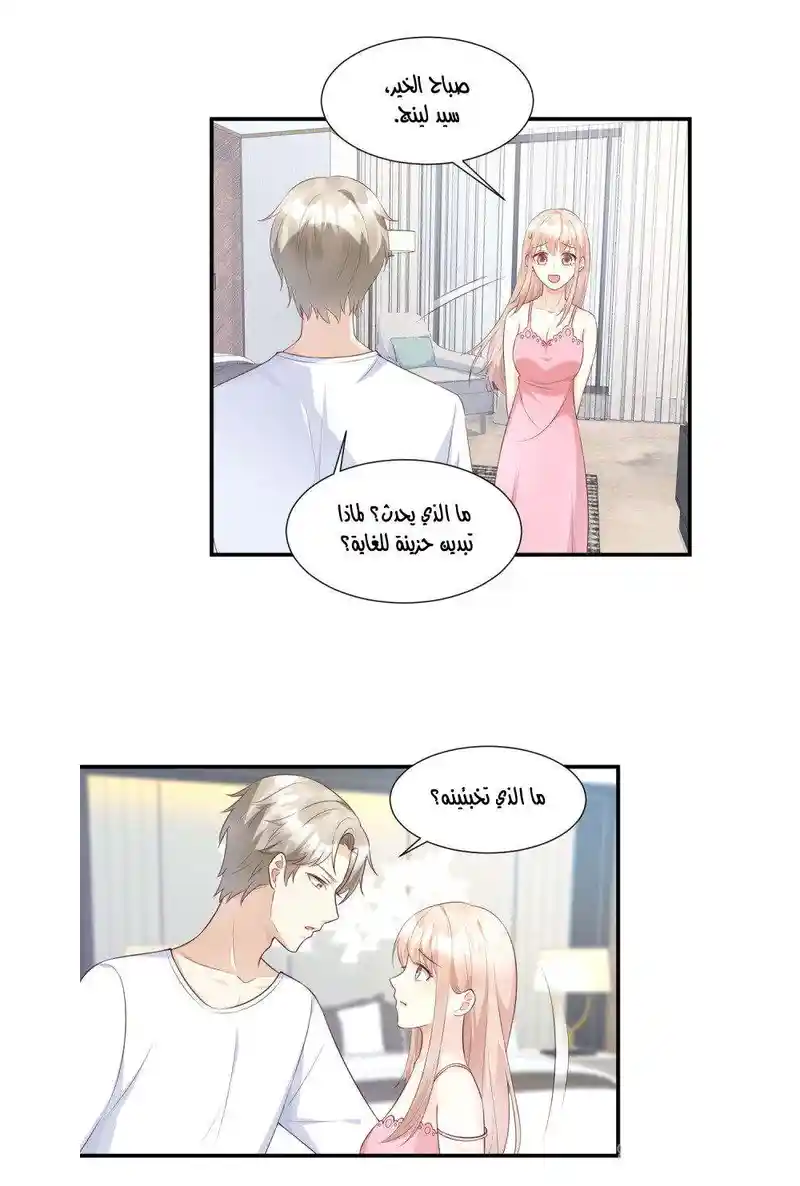 صباح الخير،
سيد لينج.
ما الذي يحدث؟ لماذا
تبدين حزينة للغاية؟
ما الذي تخبئينه؟